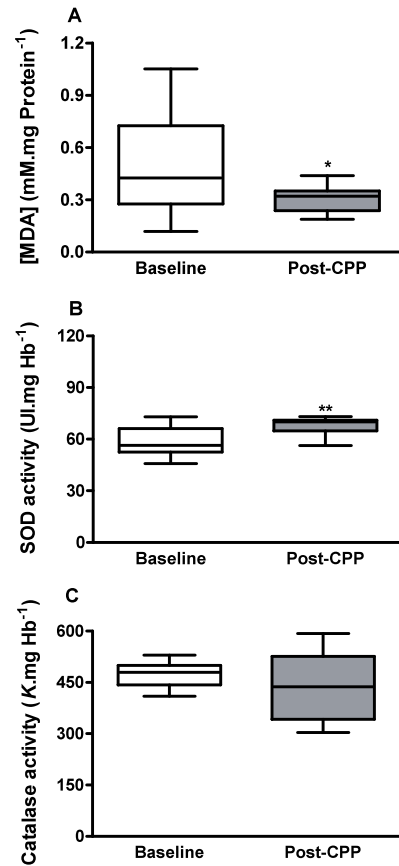 A
[MDA] (mM.mg Protein⁻¹)
1.2
0.9
0.6
0.3
0.0
*
Baseline Post-CPP
B
SOD activity (UI.mg Hb⁻¹)
120
90
60
30
0
**
Baseline Post-CPP
C
Catalase activity (K.mg Hb⁻¹)
600
450
300
150
0
Baseline Post-CPP